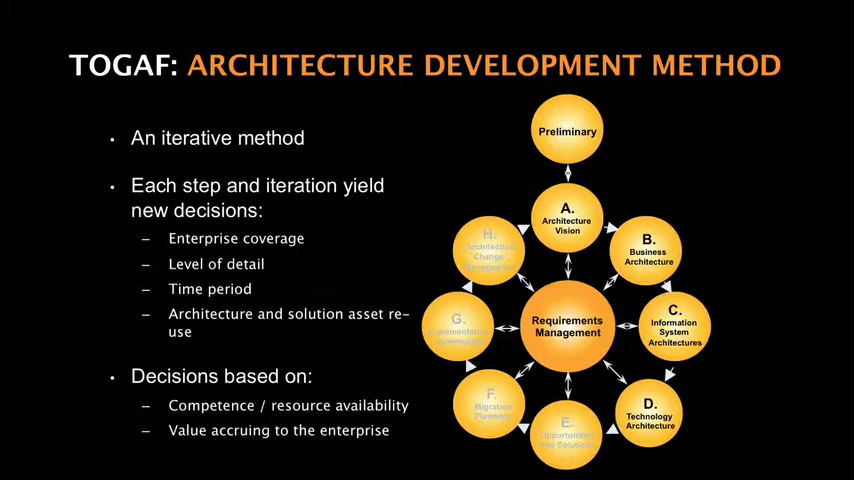 TOGAF: ARCHITECTURE DEVELOPMENT METHOD
• An iterative method
• Each step and iteration yield
new decisions:
– Enterprise coverage
– Level of detail
– Time period
– Architecture and solution asset re-
use
• Decisions based on:
– Competence / resource availability
– Value accruing to the enterprise
Preliminary
A.
Architecture
Vision
B.
Business
Architecture
C.
Information
System
Architectures
D.
Technology
Architecture
E.
Opportunities
and Solutions
F.
Migration
Planning
G.
Implementation
Governance
H.
Architecture
Change
Management
Requirements
Management